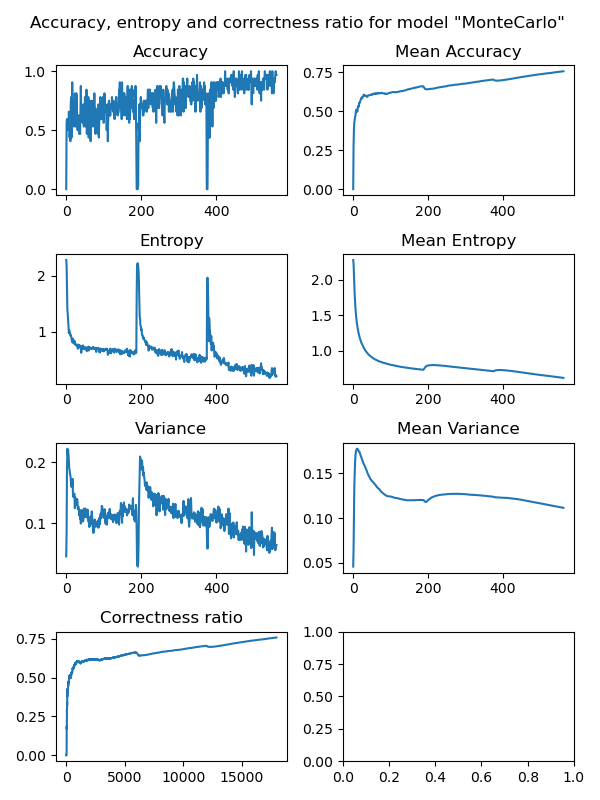 Accuracy, entropy and correctness ratio for model "MonteCarlo"
Accuracy
Mean Accuracy
1.0
0.5
0.0
0 200 400
0.75
0.50
0.25
0.00
0 200 400
Entropy
Mean Entropy
2
1
0 200 400
2.0
1.5
1.0
0 200 400
Variance
Mean Variance
0.2
0.1
0 200 400
0.15
0.10
0.05
0 200 400
Correctness ratio
0.75
0.50
0.25
0.00
0 5000 10000 15000
1.00
0.75
0.50
0.25
0.00
0.0 0.2 0.4 0.6 0.8 1.0